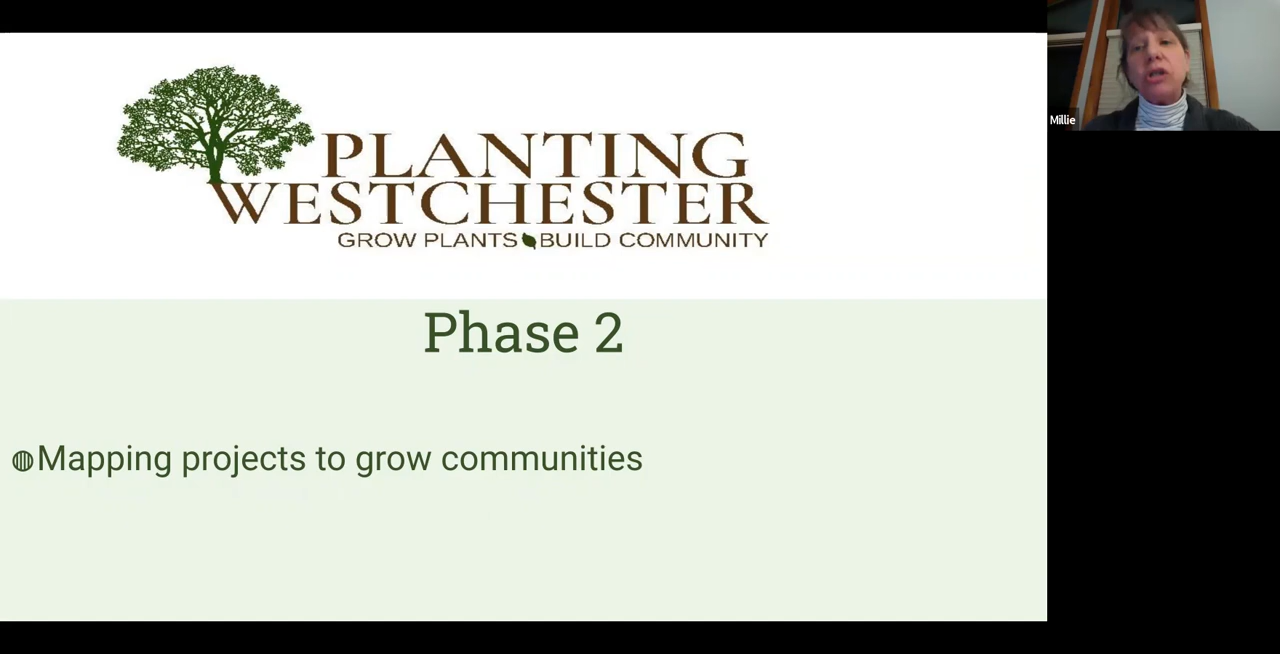 PLANTING
WESTCHESTER
GROW PLANTS BUILD COMMUNITY
Millie
Phase 2
Mapping projects to grow communities